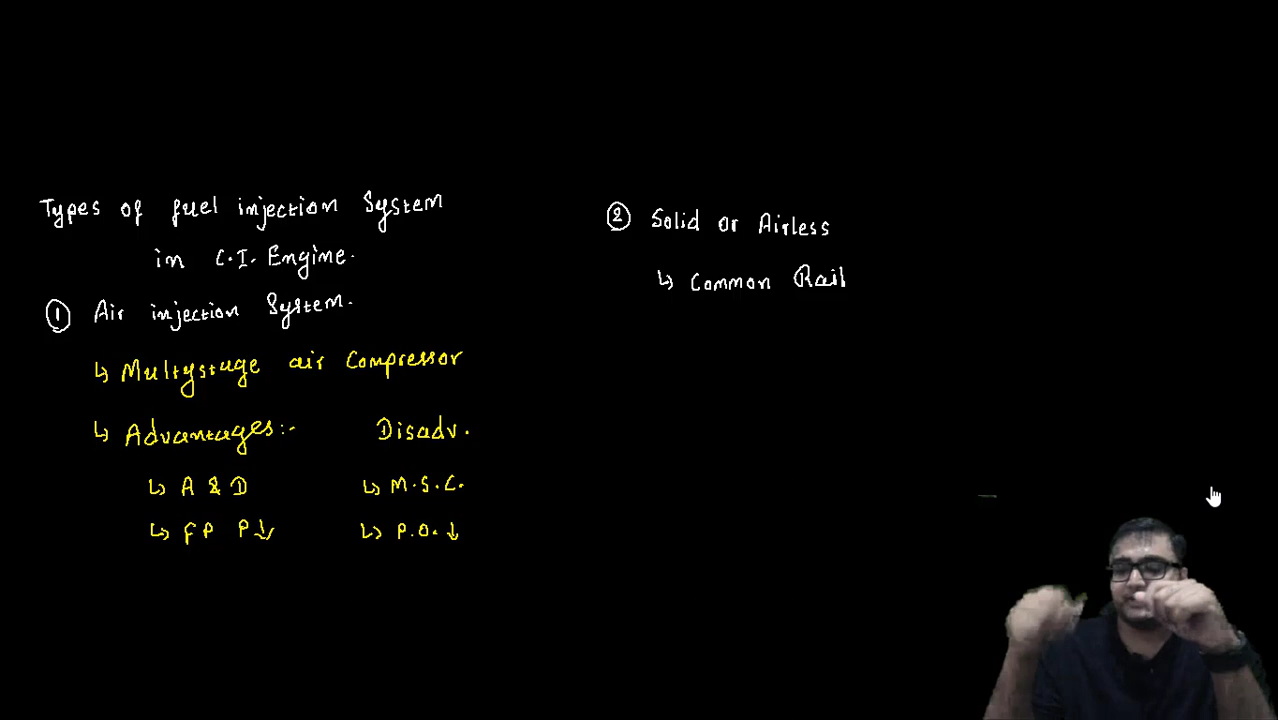 Types of fuel injection System
in C.I. Engine.
① Air injection System.
↳ Multystage air Compressor
↳ Advantages:-
↳ A & D
↳ FP P↓
Disadv.
↳ M.S.C.
↳ P.O. ↓
② Solid or Airless
↳ Common Rail